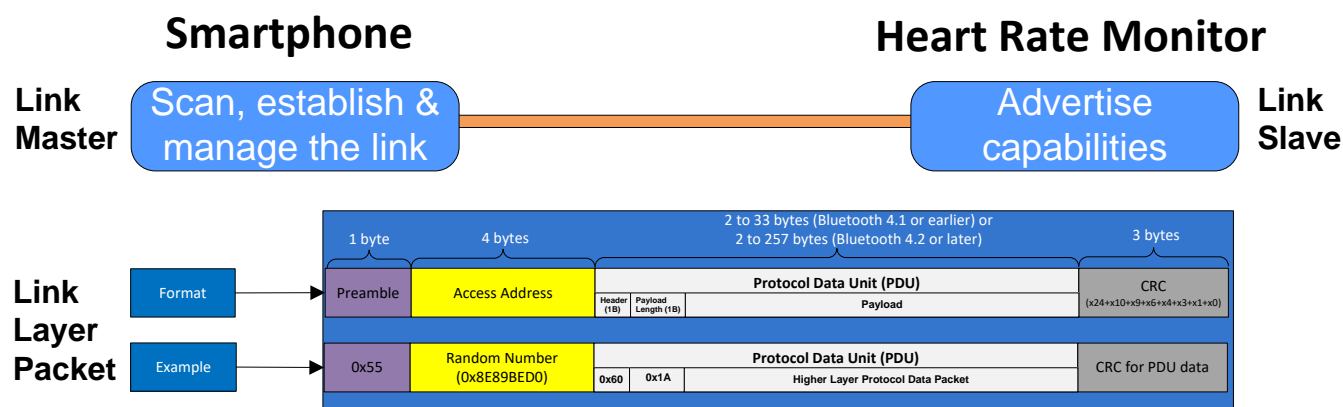 Smartphone
Heart Rate Monitor
Link
Master
Scan, establish &
manage the link
Advertise
capabilities
Link
Slave
2 to 33 bytes (Bluetooth 4.1 or earlier) or
2 to 257 bytes (Bluetooth 4.2 or later)
1 byte
4 bytes
3 bytes
Link
Layer
Packet
Format
Preamble
Access Address
Protocol Data Unit (PDU)
Header
(1B)
Payload
Length (1B)
Payload
CRC
(x24+x10+x9+x6+x4+x3+x1+x0)
Example
0x55
Random Number
(0x8E89BED0)
Protocol Data Unit (PDU)
0x60
0x1A
Higher Layer Protocol Data Packet
CRC for PDU data